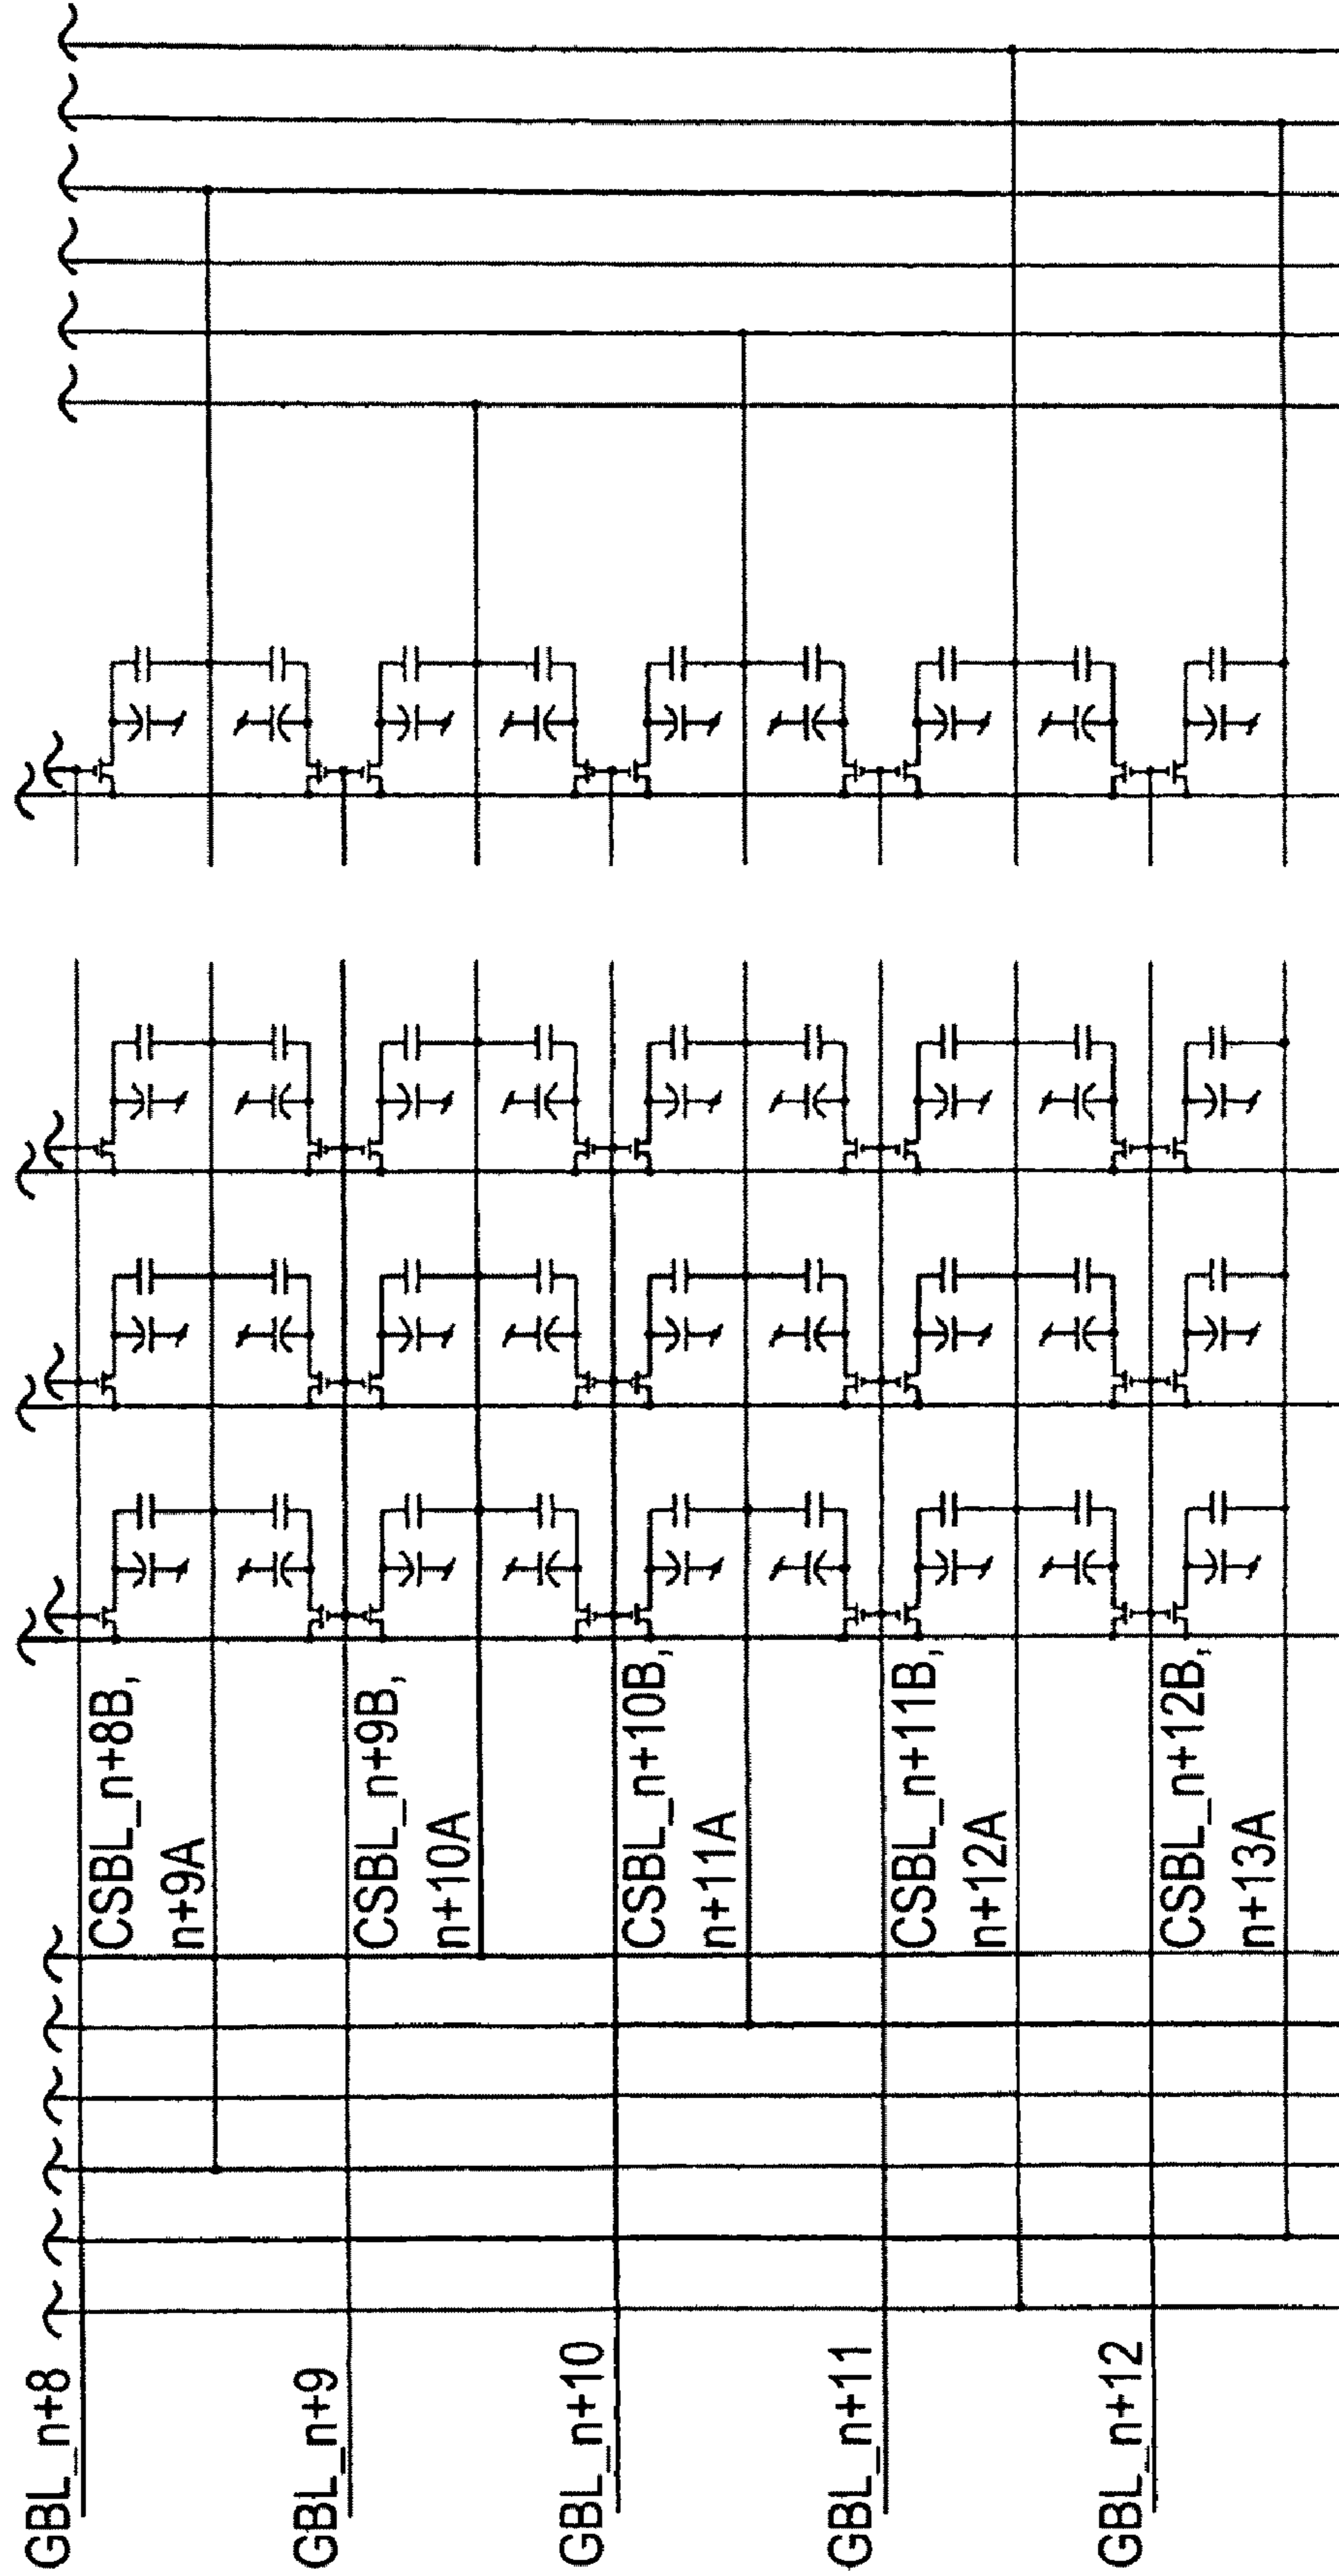 GBL_n+8
CSBL_n+8B,
n+9A
GBL_n+9
CSBL_n+9B,
n+10A
GBL_n+10
CSBL_n+10B,
n+11A
GBL_n+11
CSBL_n+11B,
n+12A
GBL_n+12
CSBL_n+12B,
n+13A